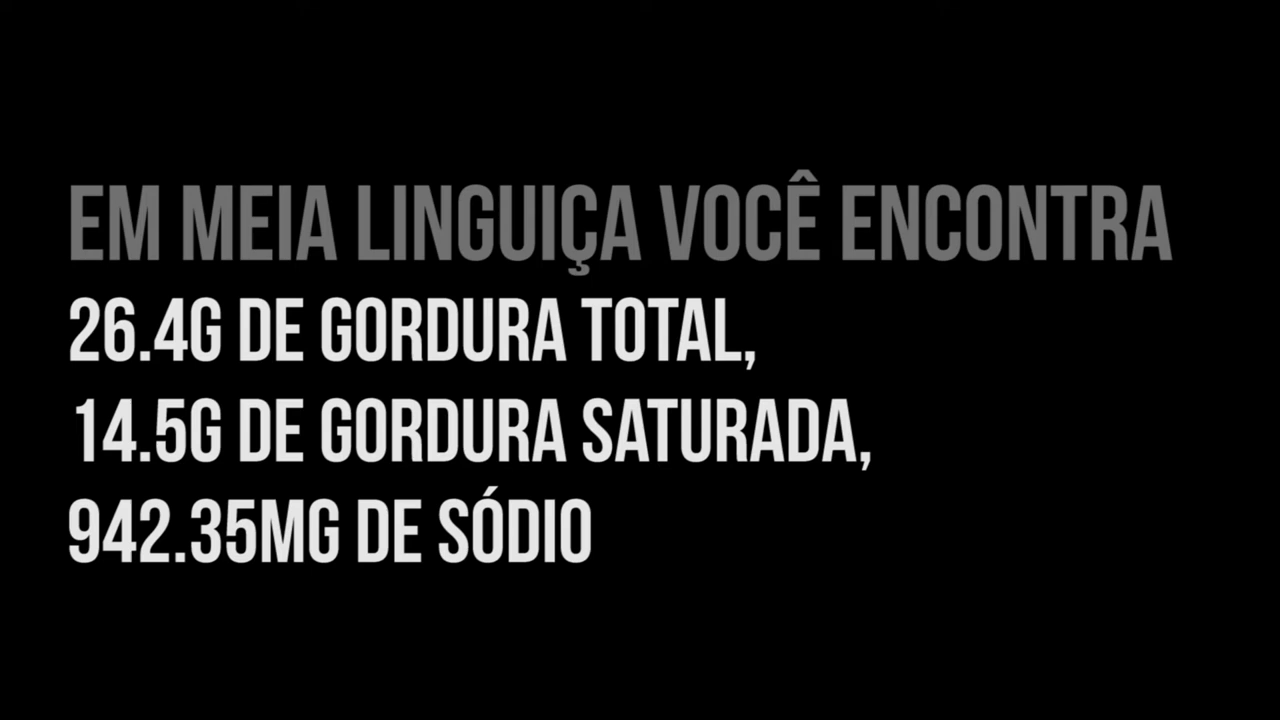 EM MEIA LINGUIÇA VOCÊ ENCONTRA
26.4G DE GORDURA TOTAL,
14.5G DE GORDURA SATURADA,
942.35MG DE SÓDIO